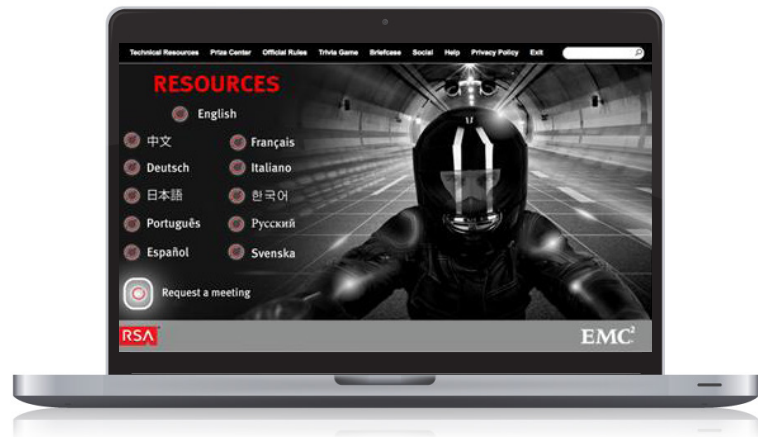 Technical Resources Prize Center Official Rules Trivia Game Briefcase Social Help Privacy Policy Exit
RESOURCES
English
中文 Français
Deutsch Italiano
日本語 한국어
Português Русский
Español Svenska
Request a meeting
RSA EMC²